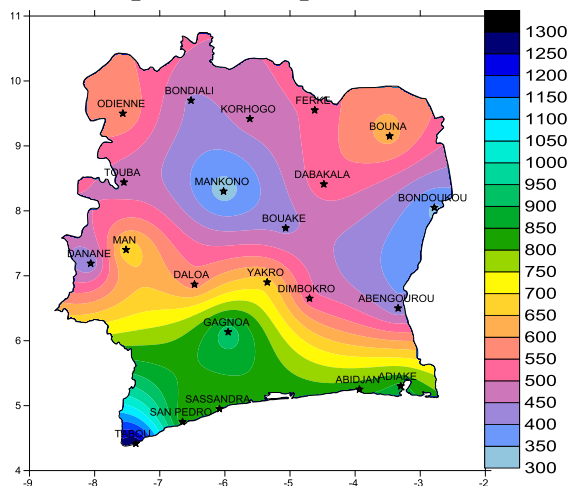 11
10
9
8
7
6
5
4
-9 -8 -7 -6 -5 -4 -3 -2
ODIENNE
BONDIALI
KORHOGO
FERKE
BOUNA
TOUBA
MANKONO
DABAKALA
BONDOUKOU
BOUAKE
MAN
DANANE
DALOA
YAKRO
DIMBOKRO
ABENGOUROU
GAGNOA
ABIDJAN
ADIAKE
SASSANDRA
SAN PEDRO
1300
1250
1200
1150
1100
1050
1000
950
900
850
800
750
700
650
600
550
500
450
400
350
300